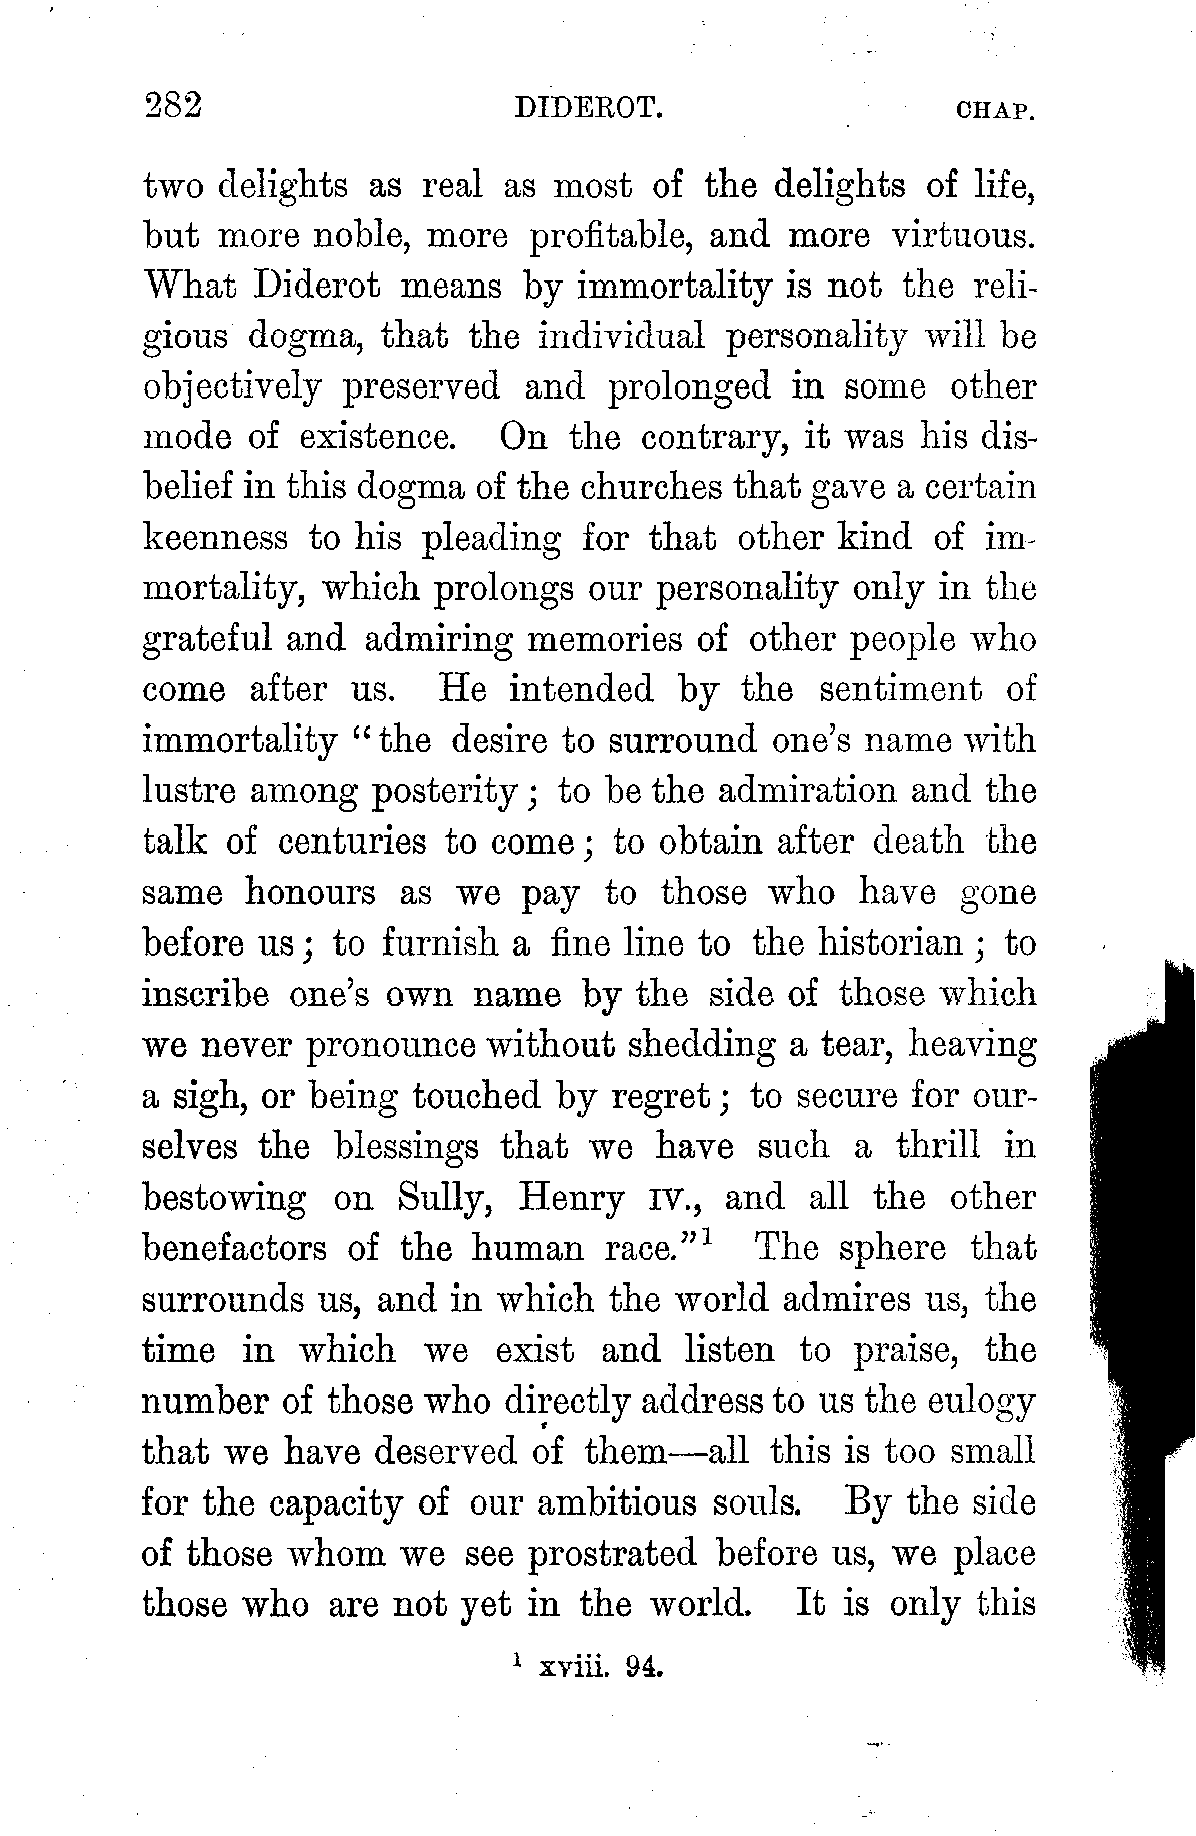 282 DIDEROT. CHAP.
two delights as real as most of the delights of life,
but more noble, more profitable, and more virtuous.
What Diderot means by immortality is not the reli-
gious dogma, that the individual personality will be
objectively preserved and prolonged in some other
mode of existence. On the contrary, it was his dis-
belief in this dogma of the churches that gave a certain
keenness to his pleading for that other kind of im-
mortality, which prolongs our personality only in the
grateful and admiring memories of other people who
come after us. He intended by the sentiment of
immortality “the desire to surround one’s name with
lustre among posterity; to be the admiration and the
talk of centuries to come; to obtain after death the
same honours as we pay to those who have gone
before us; to furnish a fine line to the historian; to
inscribe one’s own name by the side of those which
we never pronounce without shedding a tear, heaving
a sigh, or being touched by regret; to secure for our-
selves the blessings that we have such a thrill in
bestowing on Sully, Henry IV., and all the other
benefactors of the human race.”¹ The sphere that
surrounds us, and in which the world admires us, the
time in which we exist and listen to praise, the
number of those who directly address to us the eulogy
that we have deserved of them—all this is too small
for the capacity of our ambitious souls. By the side
of those whom we see prostrated before us, we place
those who are not yet in the world. It is only this
¹ xviii. 94.